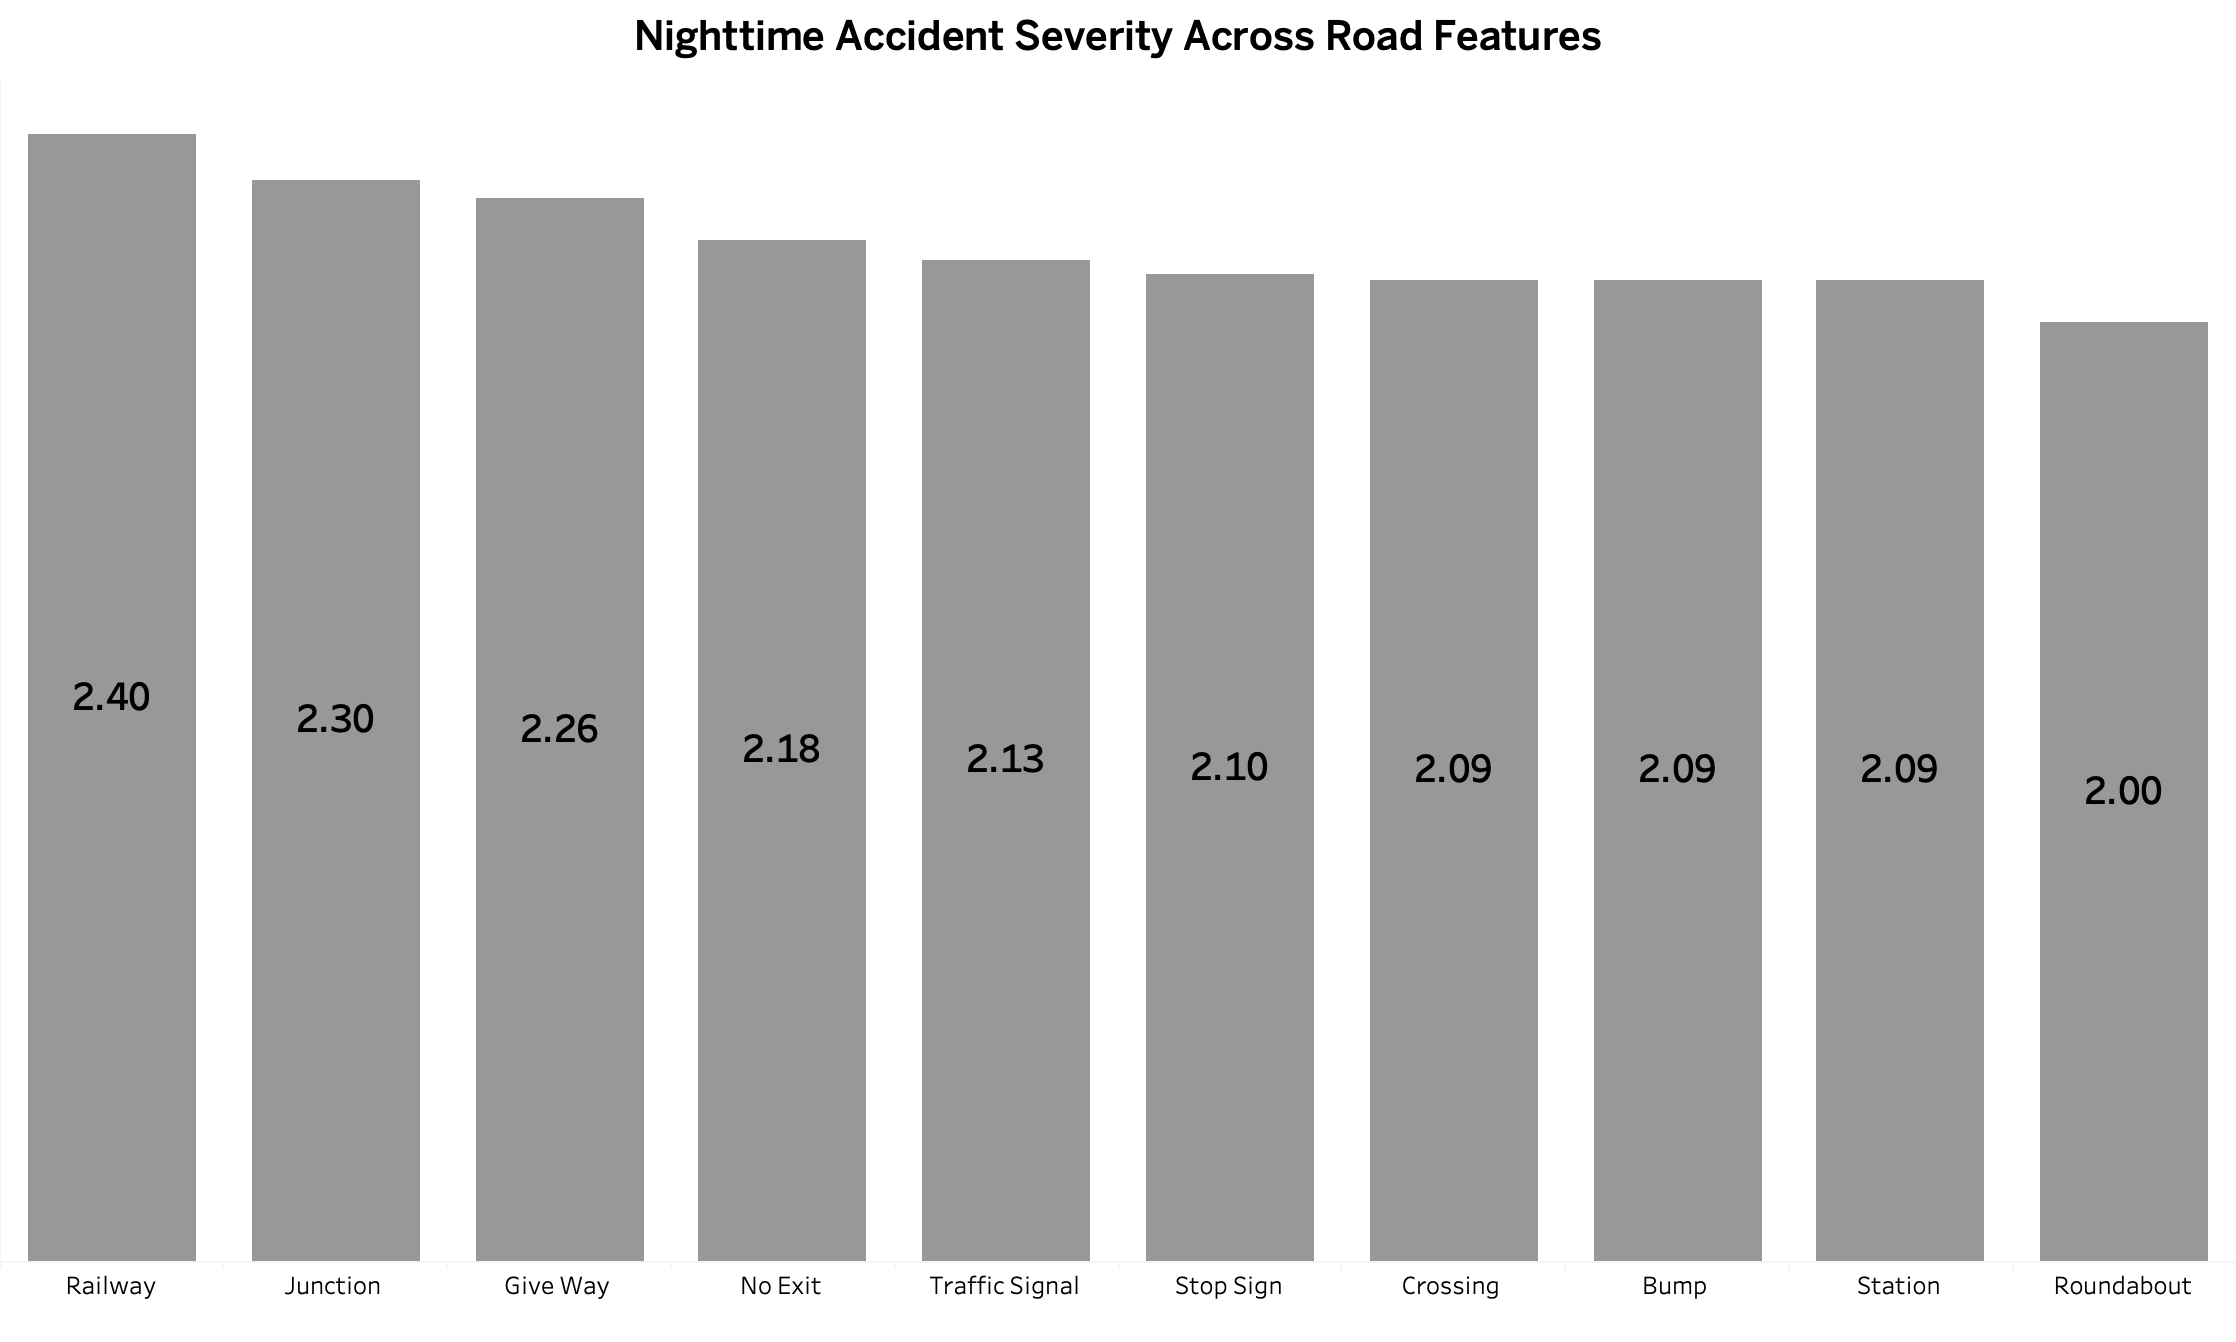 Nighttime Accident Severity Across Road Features
2.40
2.30
2.26
2.18
2.13
2.10
2.09
2.09
2.09
2.00
Railway
Junction
Give Way
No Exit
Traffic Signal
Stop Sign
Crossing
Bump
Station
Roundabout